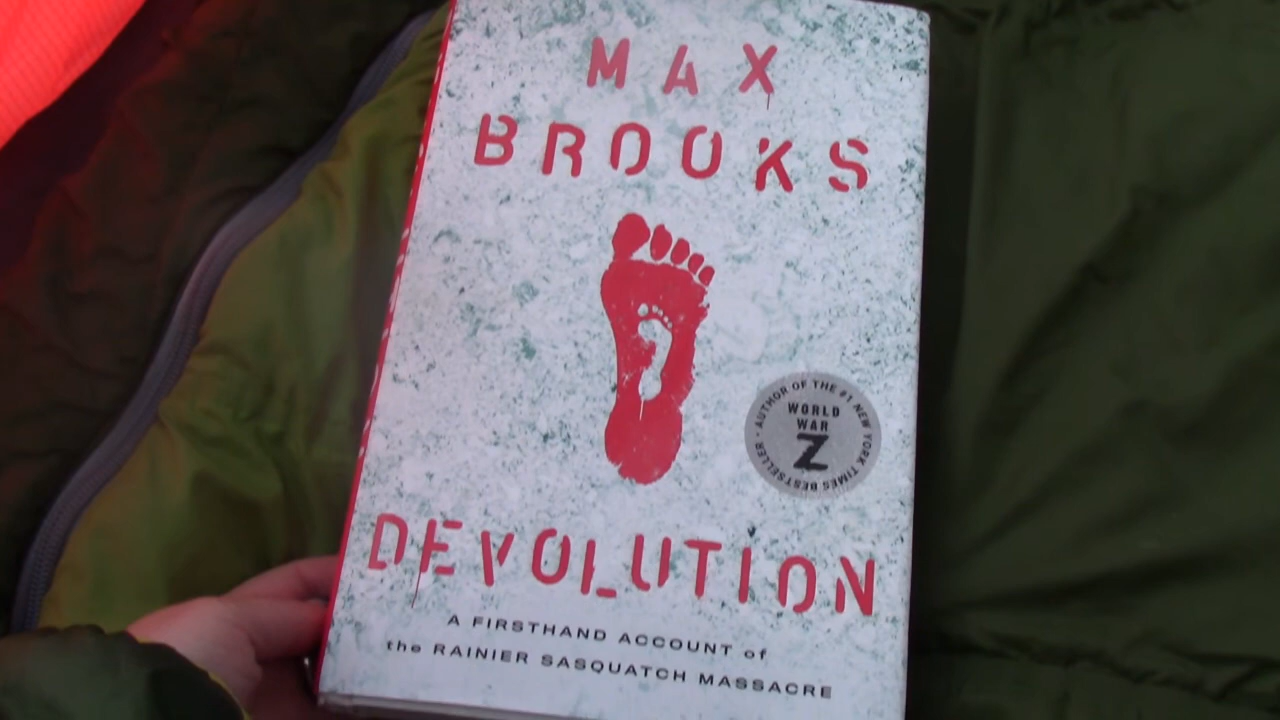 MAX
BROOKS
AUTHOR OF THE #1 NEW YORK TIMES BESTSELLER
WORLD
WAR
Z
DEVOLUTION
A FIRSTHAND ACCOUNT of
the RAINIER SASQUATCH MASSACRE